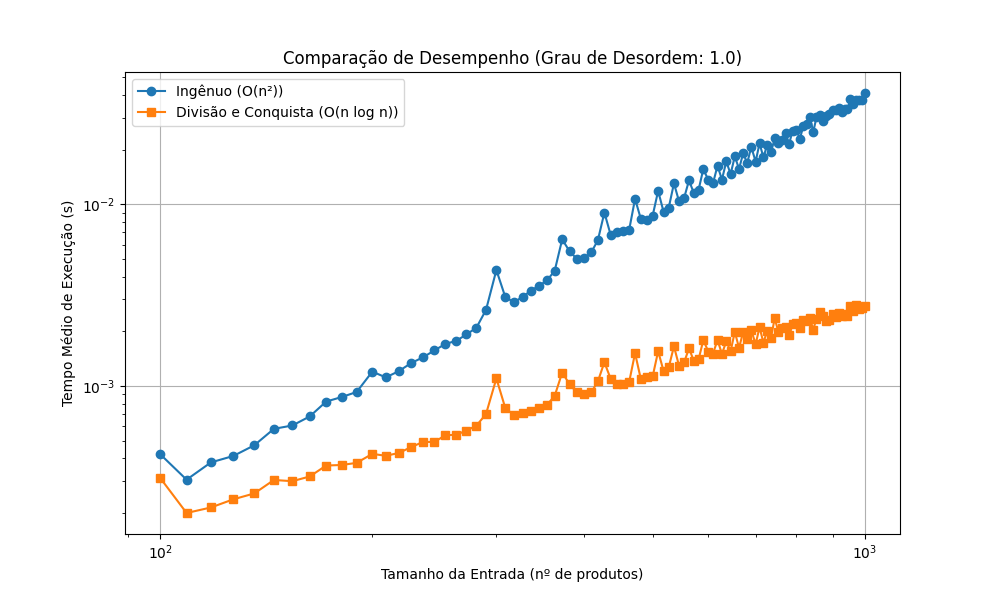 Comparação de Desempenho (Grau de Desordem: 1.0)
Ingênuo (O(n²))
Divisão e Conquista (O(n log n))
Tempo Médio de Execução (s)
10⁻²
10⁻³
10²
10³
Tamanho da Entrada (nº de produtos)